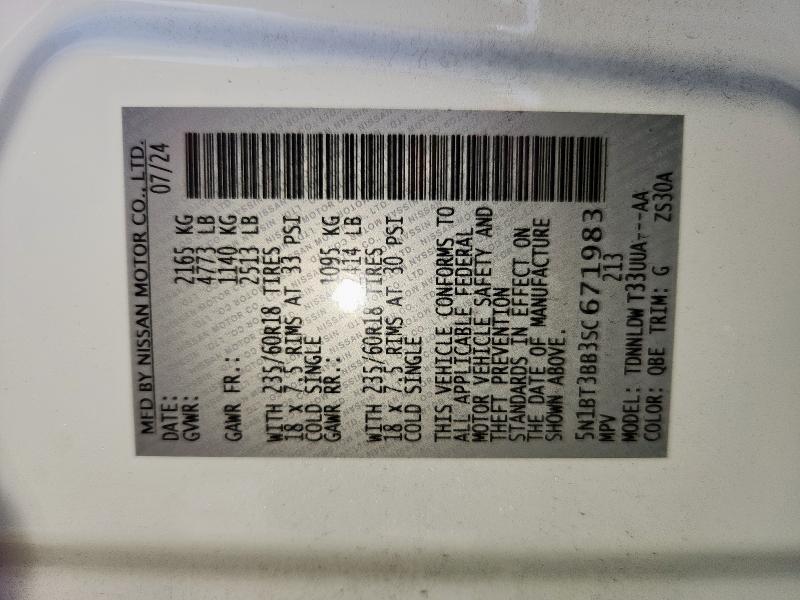 MFD BY NISSAN MOTOR CO., LTD.
DATE: 07/24
GVWR: 2165 KG
4773 LB
GAWR FR.: 1140 KG
2513 LB
WITH 235/60R18 TIRES
18 X 7.5 RIMS AT 33 PSI
COLD SINGLE
GAWR RR.: 1095 KG
LB
WITH 235/60R18 TIRES
18 X 7.5 RIMS AT 30 PSI
COLD SINGLE
THIS VEHICLE CONFORMS TO
ALL APPLICABLE FEDERAL
MOTOR VEHICLE SAFETY AND
THEFT PREVENTION
STANDARDS IN EFFECT ON
THE DATE OF MANUFACTURE
SHOWN ABOVE.
5N1BT3BB3SC671983
MPV 213
MODEL: TDNNLDWT33UUA---AA
COLOR: QBE TRIM: G ZS30A